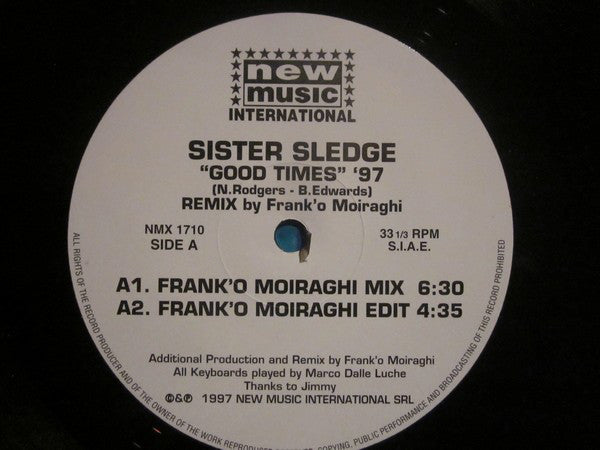 new
music
INTERNATIONAL
SISTER SLEDGE
"GOOD TIMES" '97
(N.Rodgers - B.Edwards)
REMIX by Frank'o Moiraghi
NMX 1710
SIDE A
33 1/3 RPM
S.I.A.E.
A1. FRANK'O MOIRAGHI MIX 6:30
A2. FRANK'O MOIRAGHI EDIT 4:35
Additional Production and Remix by Frank'o Moiraghi
All Keyboards played by Marco Dalle Luche
Thanks to Jimmy
©&℗ 1997 NEW MUSIC INTERNATIONAL SRL
ALL RIGHTS OF THE RECORD PRODUCER AND OF THE OWNER OF THE WORK REPRODUCED COPYING, PUBLIC PERFORMANCE AND BROADCASTING OF THIS RECORD PROHIBITED